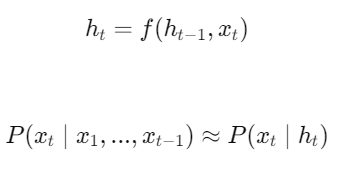 h_t = f(h_{t-1}, x_t)
P(x_t | x_1, ..., x_{t-1}) ≈ P(x_t | h_t)